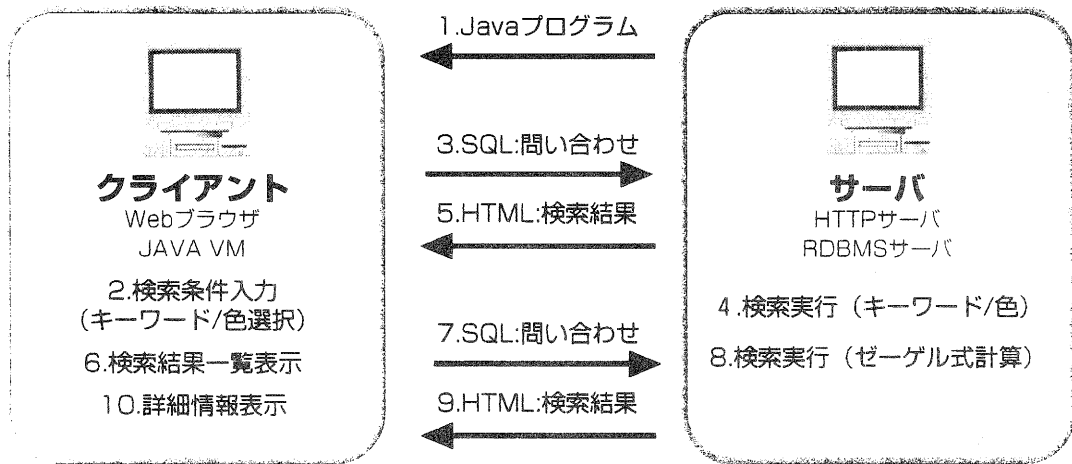 1.Javaプログラム
3.SQL:問い合わせ
5.HTML:検索結果
7.SQL:問い合わせ
9.HTML:検索結果
クライアント
Webブラウザ
JAVA VM
2.検索条件入力
(キーワード/色選択)
6.検索結果一覧表示
10.詳細情報表示
サーバ
HTTPサーバ
RDBMSサーバ
4.検索実行(キーワード/色)
8.検索実行(ゼーゲル式計算)